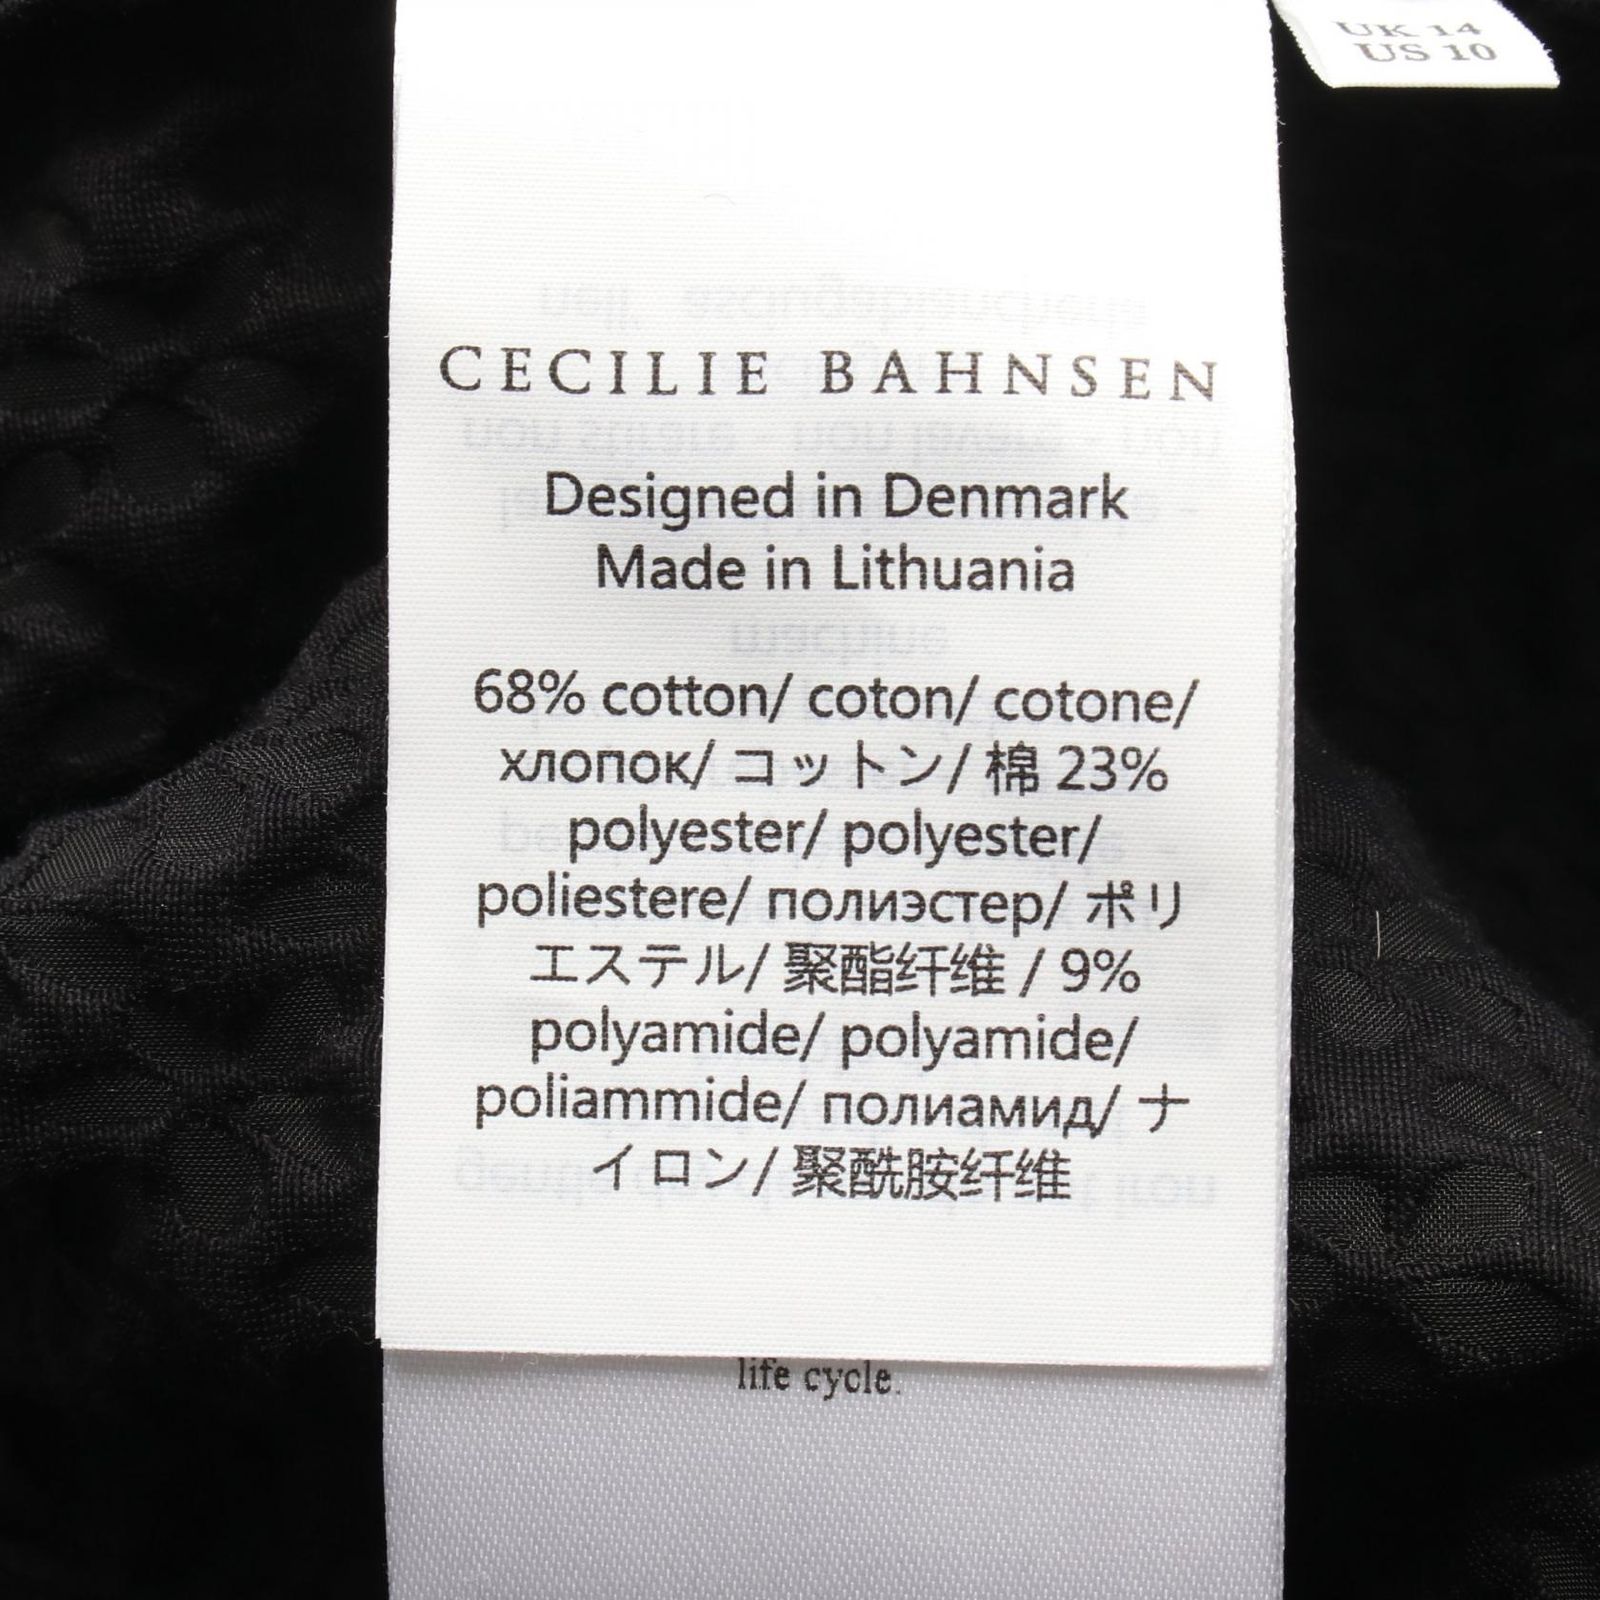 UK 14
US 10
CECILIE BAHNSEN
Designed in Denmark
Made in Lithuania
68% cotton/ coton/ cotone/
хлопок/ コットン/ 棉 23%
polyester/ polyester/
poliestere/ полиэстер/ ポリ
エステル/ 聚酯纤维 / 9%
polyamide/ polyamide/
poliammide/ полиамид/ ナ
イロン/ 聚酰胺纤维
life cycle.